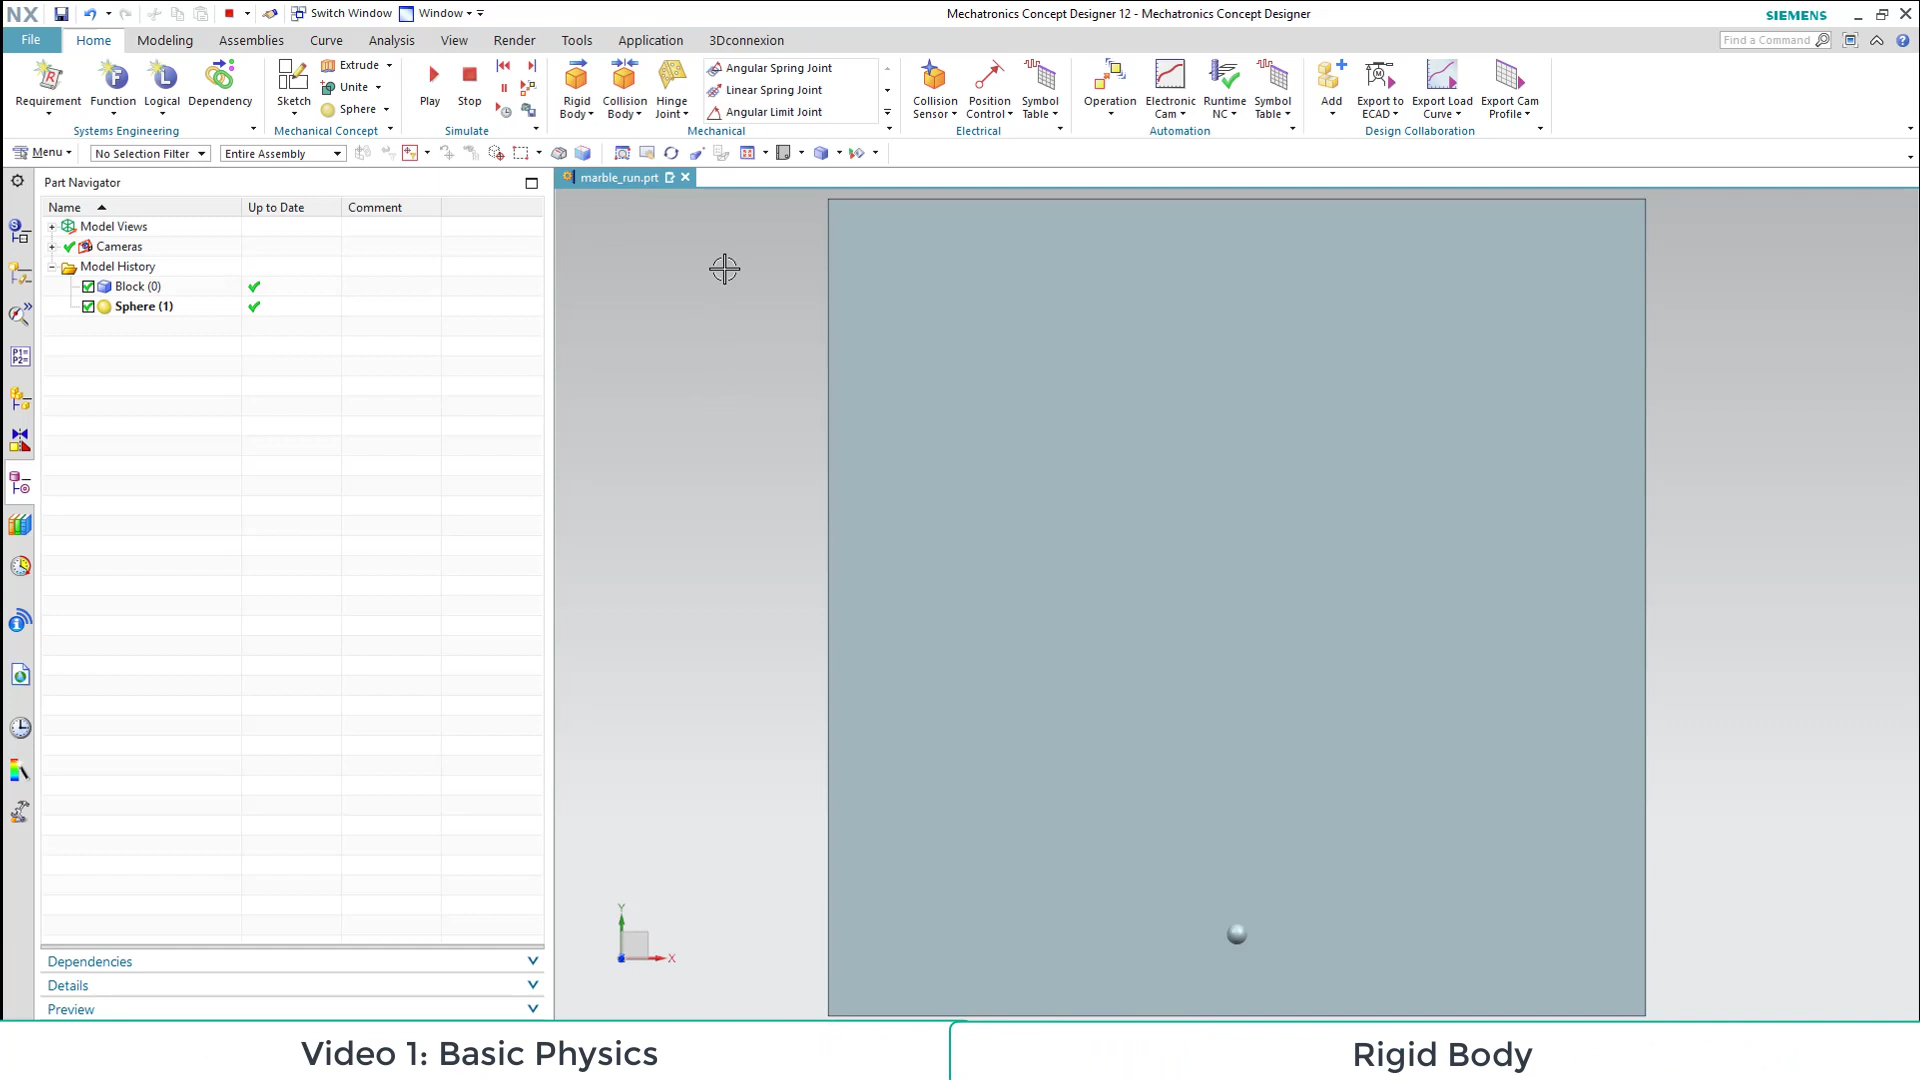 NX Switch Window Window Mechatronics Concept Designer 12 - Mechatronics Concept Designer SIEMENS
File Home Modeling Assemblies Curve Analysis View Render Tools Application 3Dconnexion Find a Command
Requirement Function Logical Dependency
Systems Engineering
Sketch Extrude
Unite
Sphere
Mechanical Concept
Play Stop
Simulate
Rigid Body Collision Body Hinge Joint
Angular Spring Joint
Linear Spring Joint
Angular Limit Joint
Mechanical
Collision Sensor Position Control Symbol Table
Electrical
Operation Electronic Cam Runtime NC Symbol Table
Automation
Add Export to ECAD Export Load Curve Export Cam Profile
Design Collaboration
Menu No Selection Filter Entire Assembly
Part Navigator
marble_run.prt
Name Up to Date Comment
Model Views
Cameras
Model History
Block (0)
Sphere (1)
Y
X
Dependencies
Details
Preview
Video 1: Basic Physics
Rigid Body